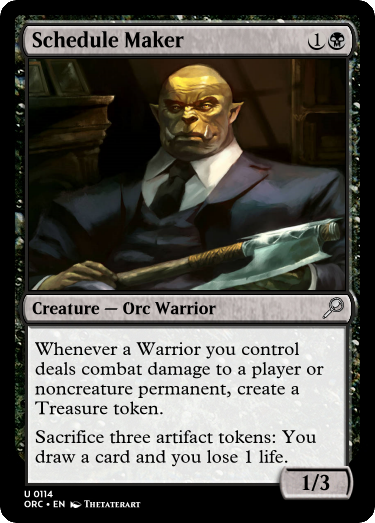 Schedule Maker 1
Creature — Orc Warrior
Whenever a Warrior you control
deals combat damage to a player or
noncreature permanent, create a
Treasure token.
Sacrifice three artifact tokens: You
draw a card and you lose 1 life.
1/3
U 0114
ORC • EN Thetaterart